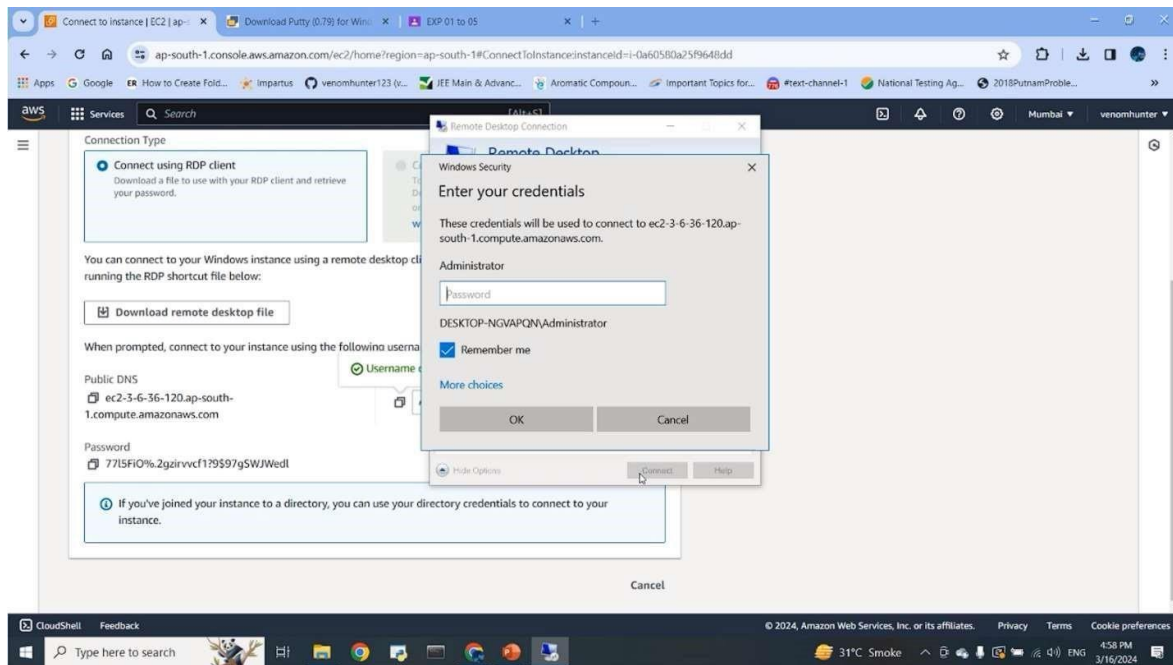 Connect to instance | EC2 | ap-s
Download Putty (0.79) for Wind
EXP 01 to 05
ap-south-1.console.aws.amazon.com/ec2/home?region=ap-south-1#ConnectToInstance:instanceId=i-0a60580a25f9648dd
Apps Google How to Create Fold... Impartus venomhunter123 (v... JEE Main & Advanc... Aromatic Compoun... Important Topics for... #text-channel-1 National Testing Ag... 2018PutnamProble... »
aws Services Search [Alt+S] Mumbai venomhunter
Connection Type
Connect using RDP client
Download a file to use with your RDP client and retrieve
your password.
You can connect to your Windows instance using a remote desktop cli
running the RDP shortcut file below:
Download remote desktop file
When prompted, connect to your instance using the following userna
Username
Public DNS
ec2-3-6-36-120.ap-south-
1.compute.amazonaws.com
Password
If you've joined your instance to a directory, you can use your directory credentials to connect to your
instance.
Cancel
Remote Desktop Connection
Remote Desktop
Windows Security
Enter your credentials
These credentials will be used to connect to ec2-3-6-36-120.ap-
south-1.compute.amazonaws.com.
Administrator
Password
DESKTOP-NGVAPQN\Administrator
Remember me
More choices
OK Cancel
Hide Options Connect Help
CloudShell Feedback © 2024, Amazon Web Services, Inc. or its affiliates. Privacy Terms Cookie preferences
Type here to search 31°C Smoke ENG 4:58 PM
3/16/2024